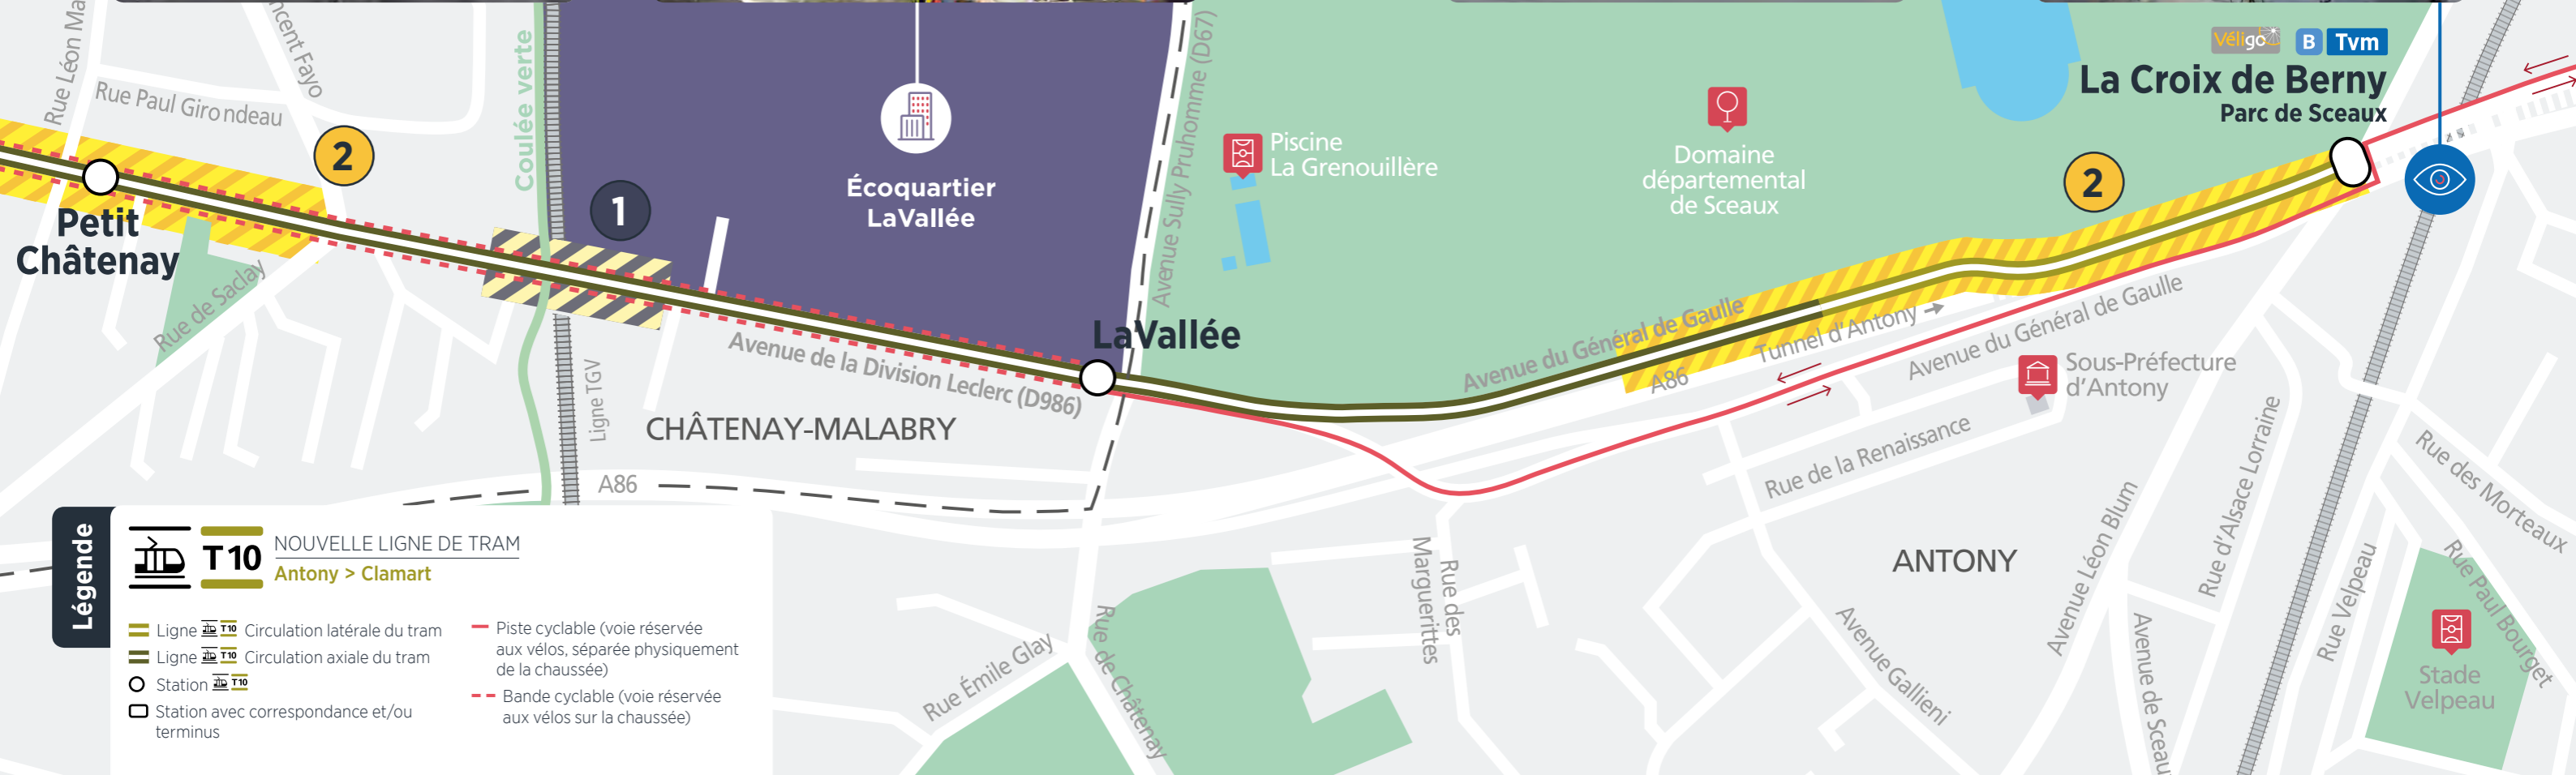 Rue Léon Ma
ncent Fayo
Rue Paul Girondeau
Coulée verte
2
1
Petit
Châtenay
Rue de Saclay
Écoquartier
LaVallée
Avenue Sully Pruhomme (D67)
Piscine
La Grenouillère
Domaine
départemental
de Sceaux
Véligo
B
Tvm
La Croix de Berny
Parc de Sceaux
2
LaVallée
Avenue de la Division Leclerc (D986)
Ligne TGV
CHÂTENAY-MALABRY
A86
Avenue du Général de Gaulle
Tunnel d'Antony
A86
Avenue du Général de Gaulle
Sous-Préfecture
d'Antony
Rue de la Renaissance
Rue des
Marguerittes
ANTONY
Avenue Léon Blum
Rue d'Alsace Lorraine
Avenue Gallieni
Avenue de Sceau
Rue Velpeau
Rue des Morteaux
Rue Paul Bourget
Stade
Velpeau
Rue Émile Glay
Rue de Châtenay
Légende
T10
NOUVELLE LIGNE DE TRAM
Antony > Clamart
Ligne T10 Circulation latérale du tram
Ligne T10 Circulation axiale du tram
Station T10
Station avec correspondance et/ou
terminus
Piste cyclable (voie réservée
aux vélos, séparée physiquement
de la chaussée)
Bande cyclable (voie réservée
aux vélos sur la chaussée)